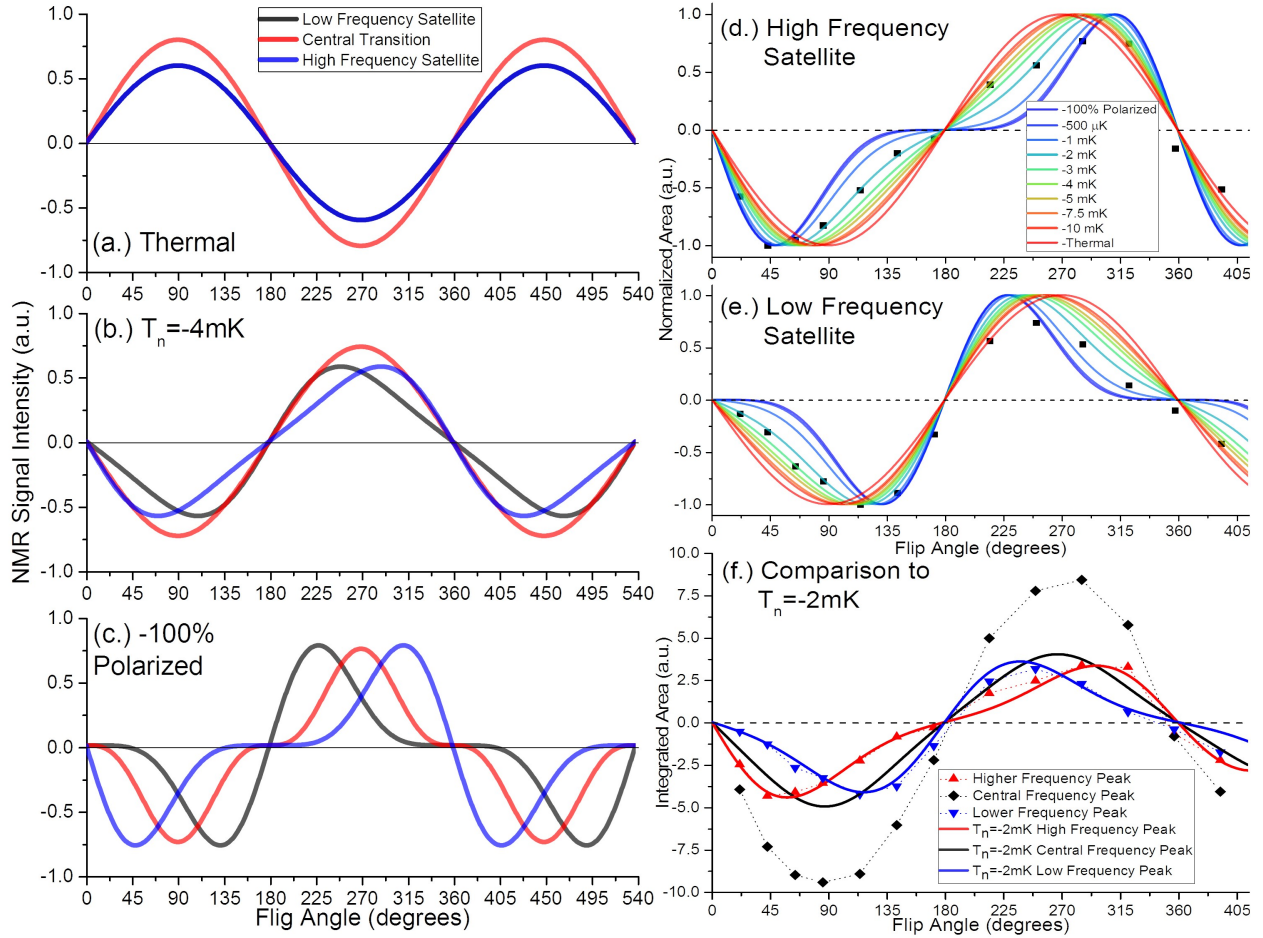 Low Frequency Satellite
Central Transition
High Frequency Satellite
1.0
0.5
0.0
-0.5
-1.0
(a.) Thermal
0 45 90 135 180 225 270 315 360 405 450 495 540
(b.) Tn=-4mK
1.0
0.5
0.0
-0.5
-1.0
0 45 90 135 180 225 270 315 360 405 450 495 540
NMR Signal Intensity (a.u.)
(c.) -100%
Polarized
1.0
0.5
0.0
-0.5
-1.0
0 45 90 135 180 225 270 315 360 405 450 495 540
Flig Angle (degrees)
(d.) High Frequency
Satellite
1.0
0.5
0.0
-0.5
-1.0
-100% Polarized
-500 μK
-1 mK
-2 mK
-3 mK
-4 mK
-5 mK
-7.5 mK
-10 mK
-Thermal
0 45 90 135 180 225 270 315 360 405
Normalized Area (a.u.)
(e.) Low Frequency
Satellite
1.0
0.5
0.0
-0.5
-1.0
0 45 90 135 180 225 270 315 360 405
Flip Angle (degrees)
(f.) Comparison to
Tn=-2mK
10.0
7.5
5.0
2.5
0.0
-2.5
-5.0
-7.5
-10.0
Integrated Area (a.u.)
Higher Frequency Peak
Central Frequency Peak
Lower Frequency Peak
Tn=-2mK High Frequency Peak
Tn=-2mK Central Frequency Peak
Tn=-2mK Low Frequency Peak
0 45 90 135 180 225 270 315 360 405
Flip Angle (degrees)